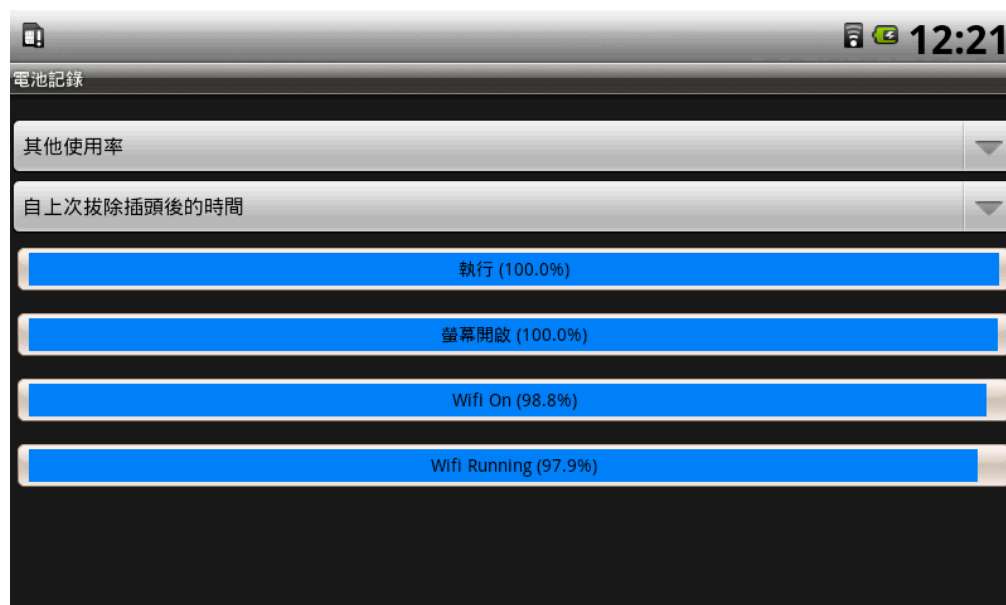 12:21
電池記錄
其他使用率
自上次拔除插頭後的時間
執行 (100.0%)
螢幕開啟 (100.0%)
Wifi On (98.8%)
Wifi Running (97.9%)